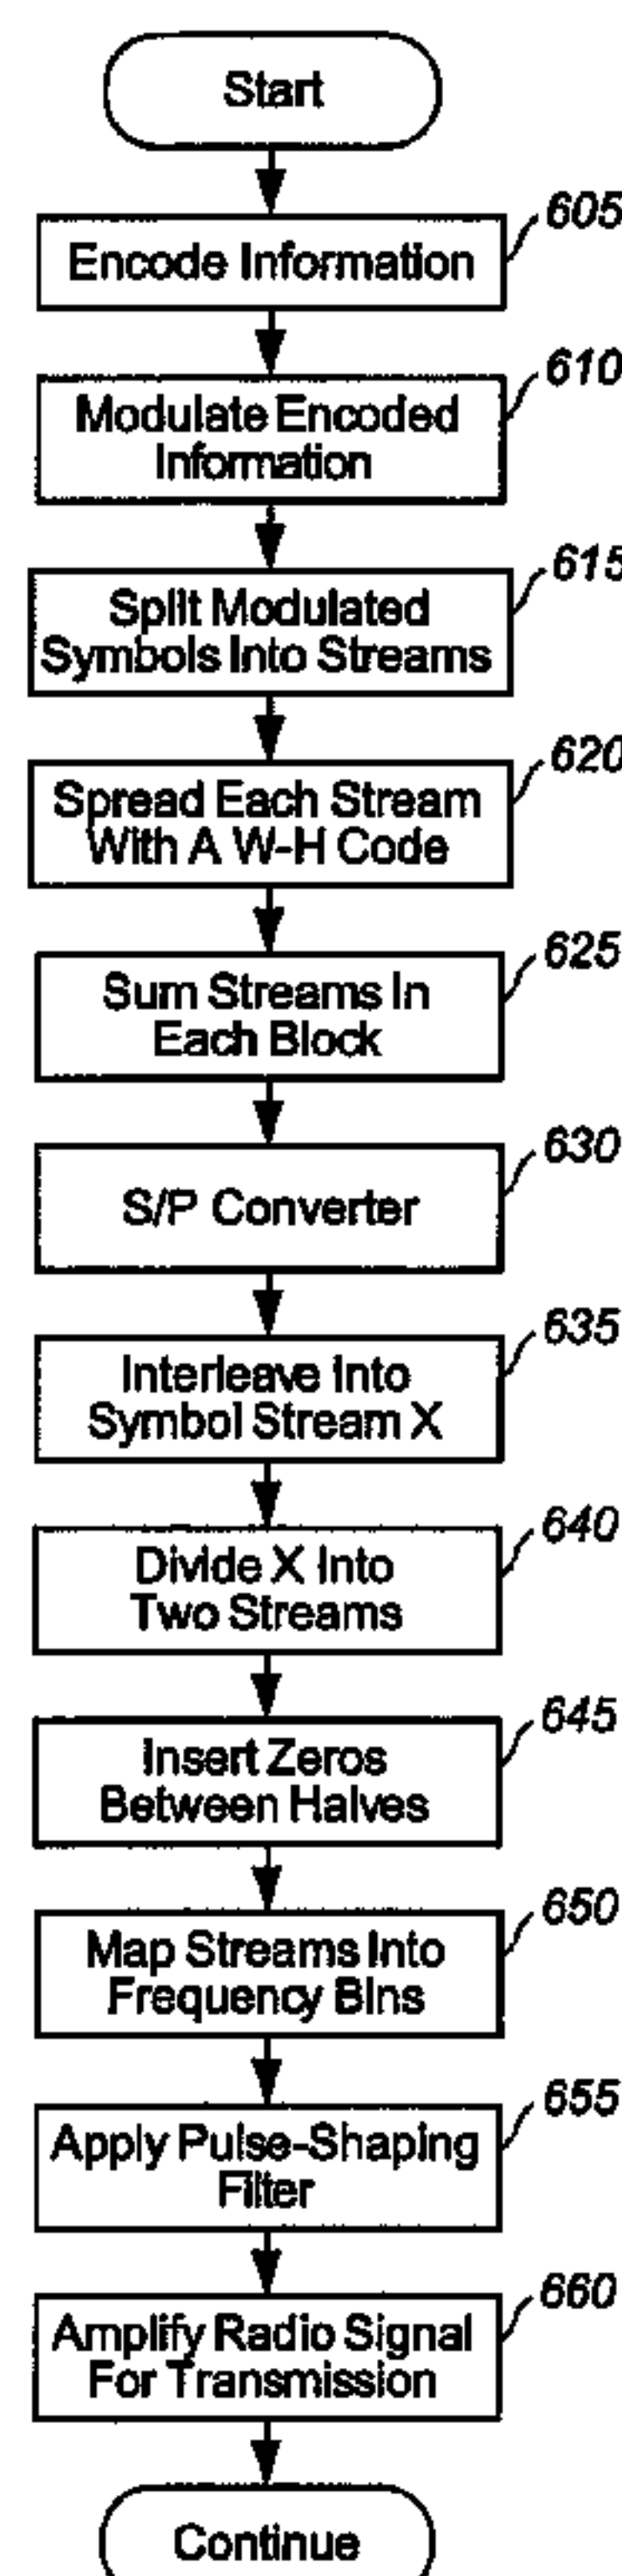 Start
605
Encode Information
610
Modulate Encoded
Information
615
Split Modulated
Symbols Into Streams
620
Spread Each Stream
With A W-H Code
625
Sum Streams In
Each Block
630
S/P Converter
635
Interleave Into
Symbol Stream X
640
Divide X Into
Two Streams
645
Insert Zeros
Between Halves
650
Map Streams Into
Frequency Bins
655
Apply Pulse-Shaping
Filter
660
Amplify Radio Signal
For Transmission
Continue